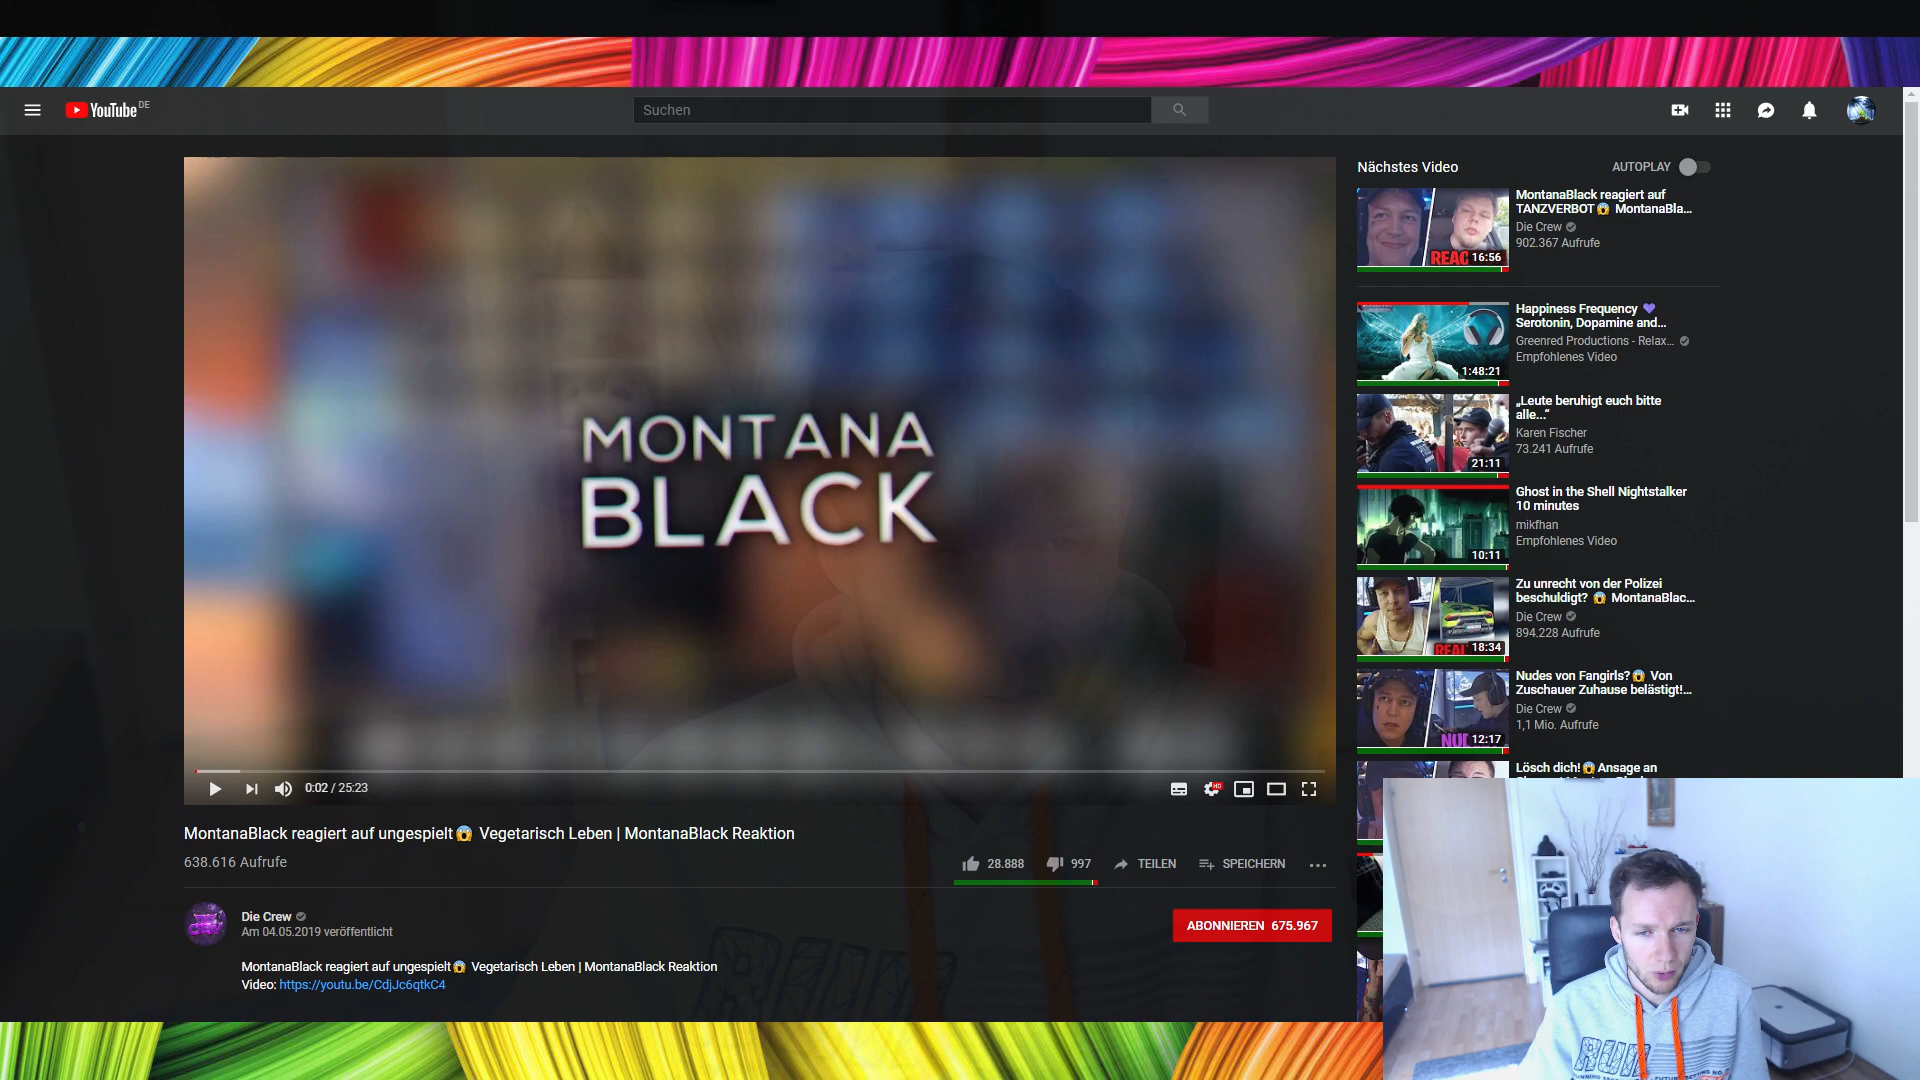 YouTube DE
Suchen
MONTANA
BLACK
0:02 / 25:23
HD
MontanaBlack reagiert auf ungespielt😱 Vegetarisch Leben | MontanaBlack Reaktion
638.616 Aufrufe
28.888
997
TEILEN
SPEICHERN
Die Crew
Am 04.05.2019 veröffentlicht
ABONNIEREN 675.967
MontanaBlack reagiert auf ungespielt😱 Vegetarisch Leben | MontanaBlack Reaktion
Video: https://youtu.be/CdjJc6qtkC4
Nächstes Video
AUTOPLAY
REAC 16:56
MontanaBlack reagiert auf
TANZVERBOT😱 MontanaBla...
Die Crew
902.367 Aufrufe
1:48:21
Happiness Frequency 💜
Serotonin, Dopamine and...
Greenred Productions - Relax...
Empfohlenes Video
21:11
„Leute beruhigt euch bitte
alle...“
Karen Fischer
73.241 Aufrufe
10:11
Ghost in the Shell Nightstalker
10 minutes
mikfhan
Empfohlenes Video
18:34
Zu unrecht von der Polizei
beschuldigt? 😱 MontanaBlac...
Die Crew
894.228 Aufrufe
NUD 12:17
Nudes von Fangirls?😱 Von
Zuschauer Zuhause belästigt!...
Die Crew
1,1 Mio. Aufrufe
Lösch dich!😱Ansage an